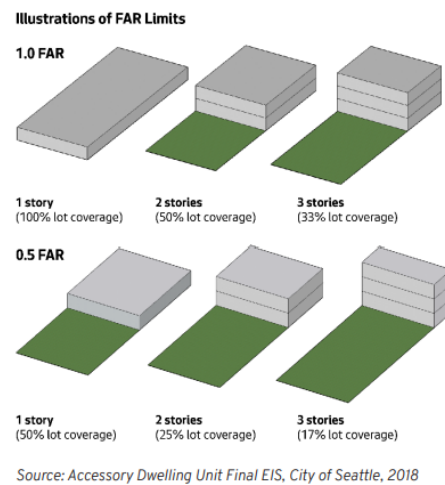 Illustrations of FAR Limits
1.0 FAR
1 story
(100% lot coverage)
2 stories
(50% lot coverage)
3 stories
(33% lot coverage)
0.5 FAR
1 story
(50% lot coverage)
2 stories
(25% lot coverage)
3 stories
(17% lot coverage)
Source: Accessory Dwelling Unit Final EIS, City of Seattle, 2018